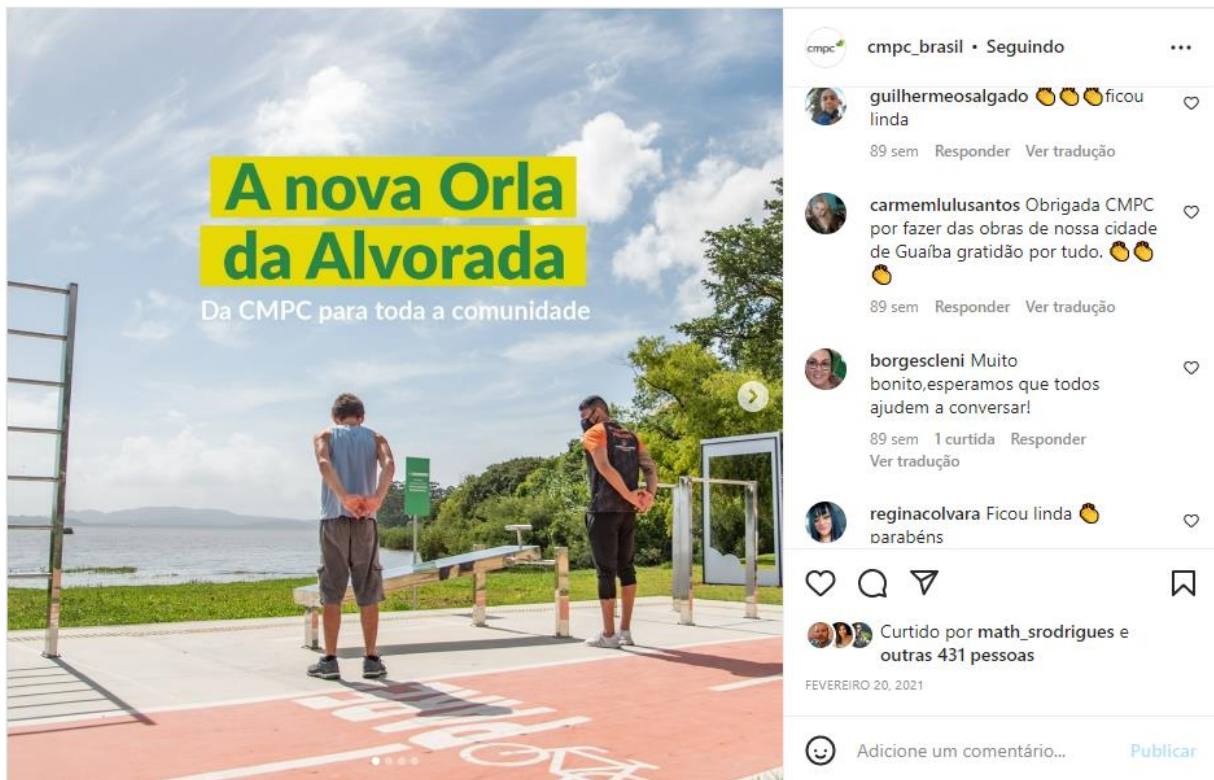 A nova Orla
da Alvorada
Da CMPC para toda a comunidade
cmpc
cmpc_brasil • Seguindo
guilhermeosalgado 👏👏👏ficou
linda
89 sem Responder Ver tradução
carmemlulusantos Obrigada CMPC
por fazer das obras de nossa cidade
de Guaíba gratidão por tudo. 👏👏
👏
89 sem Responder Ver tradução
borgescleni Muito
bonito,esperamos que todos
ajudem a conversar!
89 sem 1 curtida Responder
Ver tradução
reginacolvara Ficou linda 👏
parabéns
Curtido por math_srodrigues e
outras 431 pessoas
FEVEREIRO 20, 2021
Adicione um comentário... Publicar